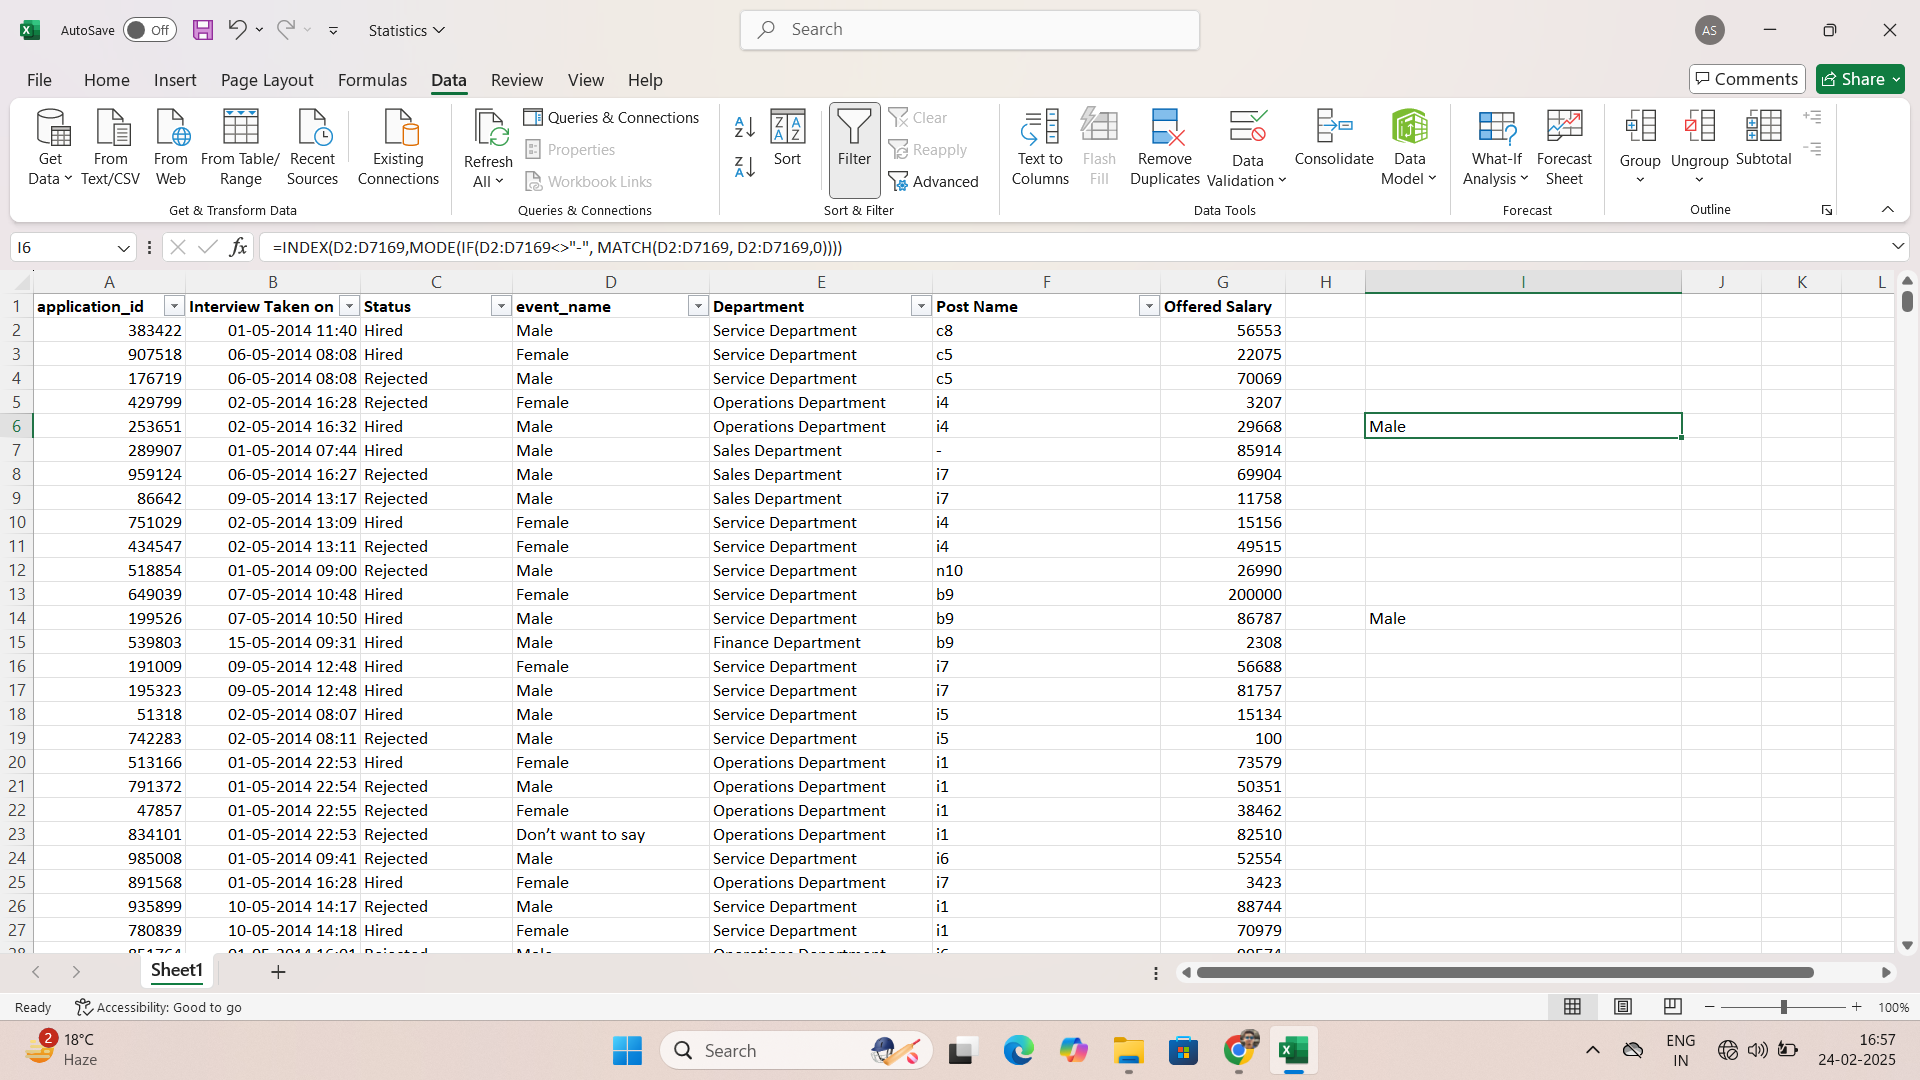 AutoSave Off Statistics Search AS
File Home Insert Page Layout Formulas Data Review View Help Comments Share
Get Data From Text/CSV From Web From Table/ Range Recent Sources Existing Connections
Get & Transform Data
Refresh All Queries & Connections Properties Workbook Links
Queries & Connections
Sort Filter Clear Reapply Advanced
Sort & Filter
Text to Columns Flash Fill Remove Duplicates Data Validation Consolidate Data Model
Data Tools
What-If Analysis Forecast Sheet
Forecast
Group Ungroup Subtotal
Outline
I6 fx =INDEX(D2:D7169,MODE(IF(D2:D7169<>"-", MATCH(D2:D7169, D2:D7169,0))))
A B C D E F G H I J K L
1 application_id Interview Taken on Status event_name Department Post Name Offered Salary
2 383422 01-05-2014 11:40 Hired Male Service Department c8 56553
3 907518 06-05-2014 08:08 Hired Female Service Department c5 22075
4 176719 06-05-2014 08:08 Rejected Male Service Department c5 70069
5 429799 02-05-2014 16:28 Rejected Female Operations Department i4 3207
6 253651 02-05-2014 16:32 Hired Male Operations Department i4 29668 Male
7 289907 01-05-2014 07:44 Hired Male Sales Department - 85914
8 959124 06-05-2014 16:27 Rejected Male Sales Department i7 69904
9 86642 09-05-2014 13:17 Rejected Male Sales Department i7 11758
10 751029 02-05-2014 13:09 Hired Female Service Department i4 15156
11 434547 02-05-2014 13:11 Rejected Female Service Department i4 49515
12 518854 01-05-2014 09:00 Rejected Male Service Department n10 26990
13 649039 07-05-2014 10:48 Hired Female Service Department b9 200000
14 199526 07-05-2014 10:50 Hired Male Service Department b9 86787 Male
15 539803 15-05-2014 09:31 Hired Male Finance Department b9 2308
16 191009 09-05-2014 12:48 Hired Female Service Department i7 56688
17 195323 09-05-2014 12:48 Hired Male Service Department i7 81757
18 51318 02-05-2014 08:07 Hired Male Service Department i5 15134
19 742283 02-05-2014 08:11 Rejected Male Service Department i5 100
20 513166 01-05-2014 22:53 Hired Female Operations Department i1 73579
21 791372 01-05-2014 22:54 Rejected Male Operations Department i1 50351
22 47857 01-05-2014 22:55 Rejected Female Operations Department i1 38462
23 834101 01-05-2014 22:53 Rejected Don’t want to say Operations Department i1 82510
24 985008 01-05-2014 09:41 Rejected Male Service Department i6 52554
25 891568 01-05-2014 16:28 Hired Female Operations Department i7 3423
26 935899 10-05-2014 14:17 Rejected Male Service Department i1 88744
27 780839 10-05-2014 14:18 Hired Female Service Department i1 70979
Sheet1
Ready Accessibility: Good to go 100%
2 18°C Haze Search ENG IN 16:57 24-02-2025